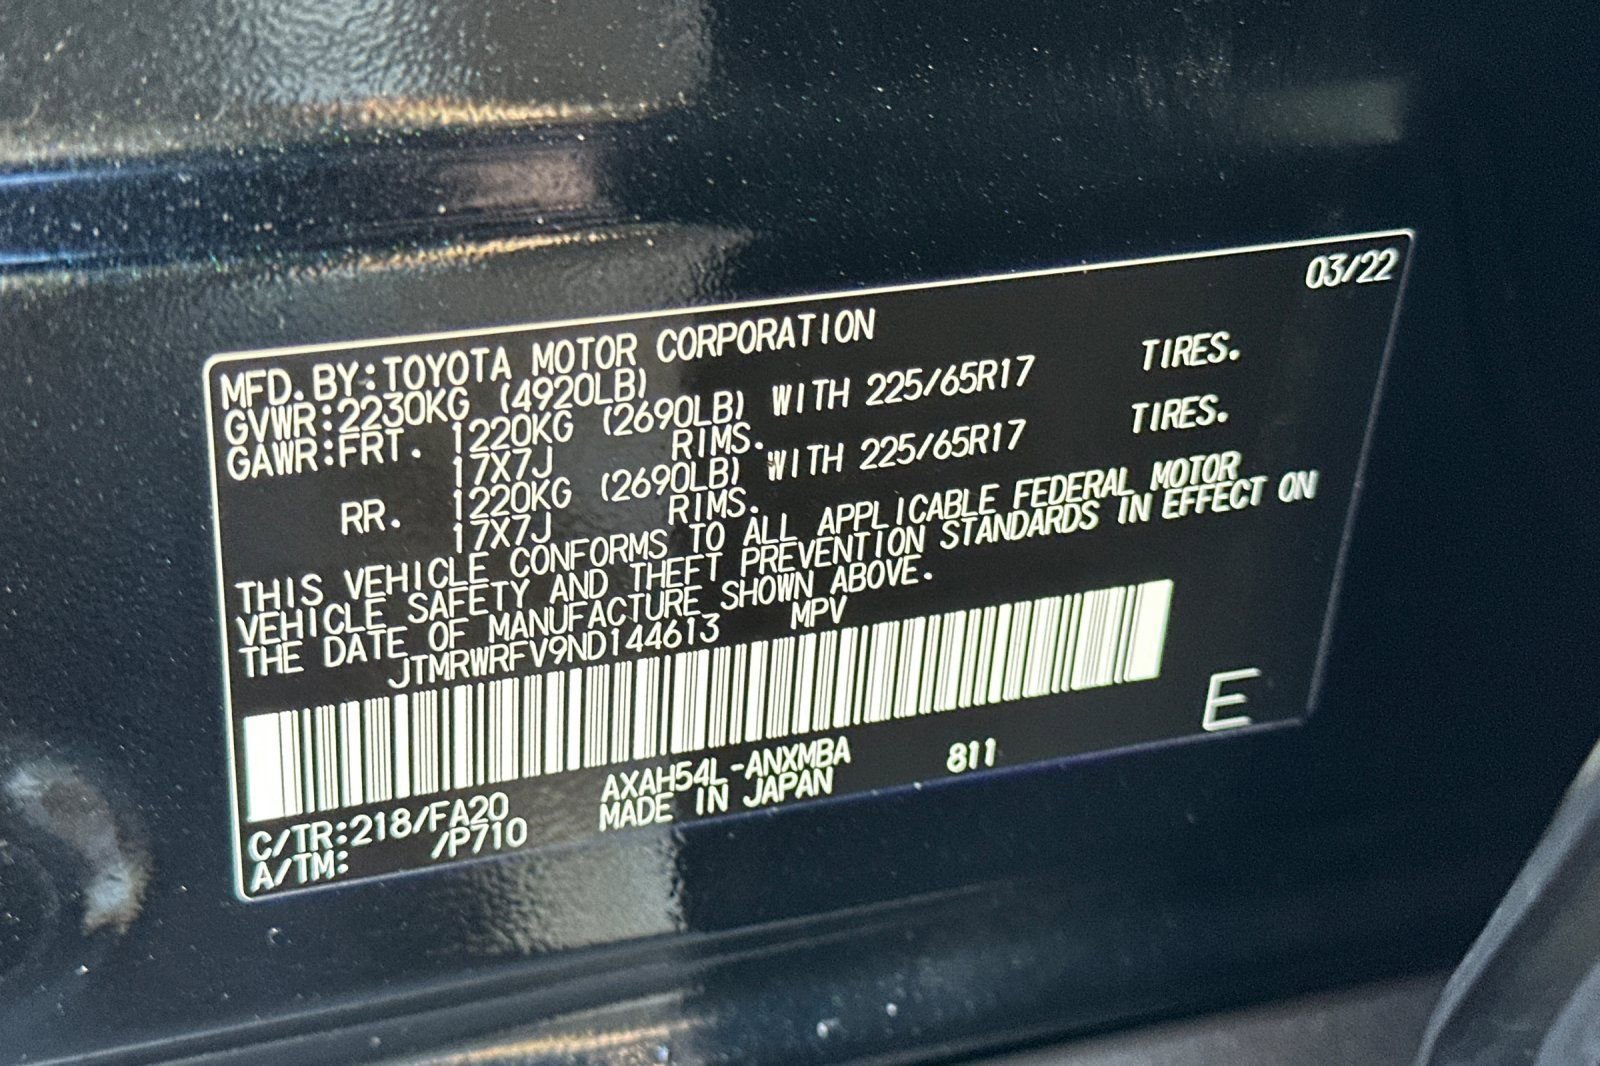 03/22
MFD. BY:TOYOTA MOTOR CORPORATION
GVWR:2230KG (4920LB)
GAWR:FRT. 1220KG (2690LB) WITH 225/65R17 TIRES.
17X7J RIMS.
RR. 1220KG (2690LB) WITH 225/65R17 TIRES.
17X7J RIMS.
THIS VEHICLE CONFORMS TO ALL APPLICABLE FEDERAL MOTOR
VEHICLE SAFETY AND THEFT PREVENTION STANDARDS IN EFFECT ON
THE DATE OF MANUFACTURE SHOWN ABOVE.
JTMRWRFV9ND144613 MPV
E
C/TR:218/FA20 AXAH54L-ANXMBA 811
A/TM: /P710 MADE IN JAPAN